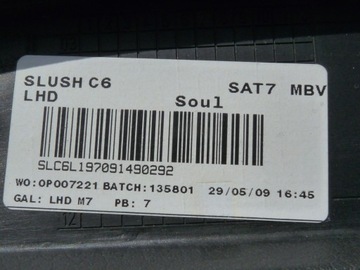 SLUSH C6 SAT7 MBV
LHD Soul
SLC6L197091490292
WO:OP007221 BATCH:135801 29/05/09 16:45
GAL: LHD M7 PB: 7